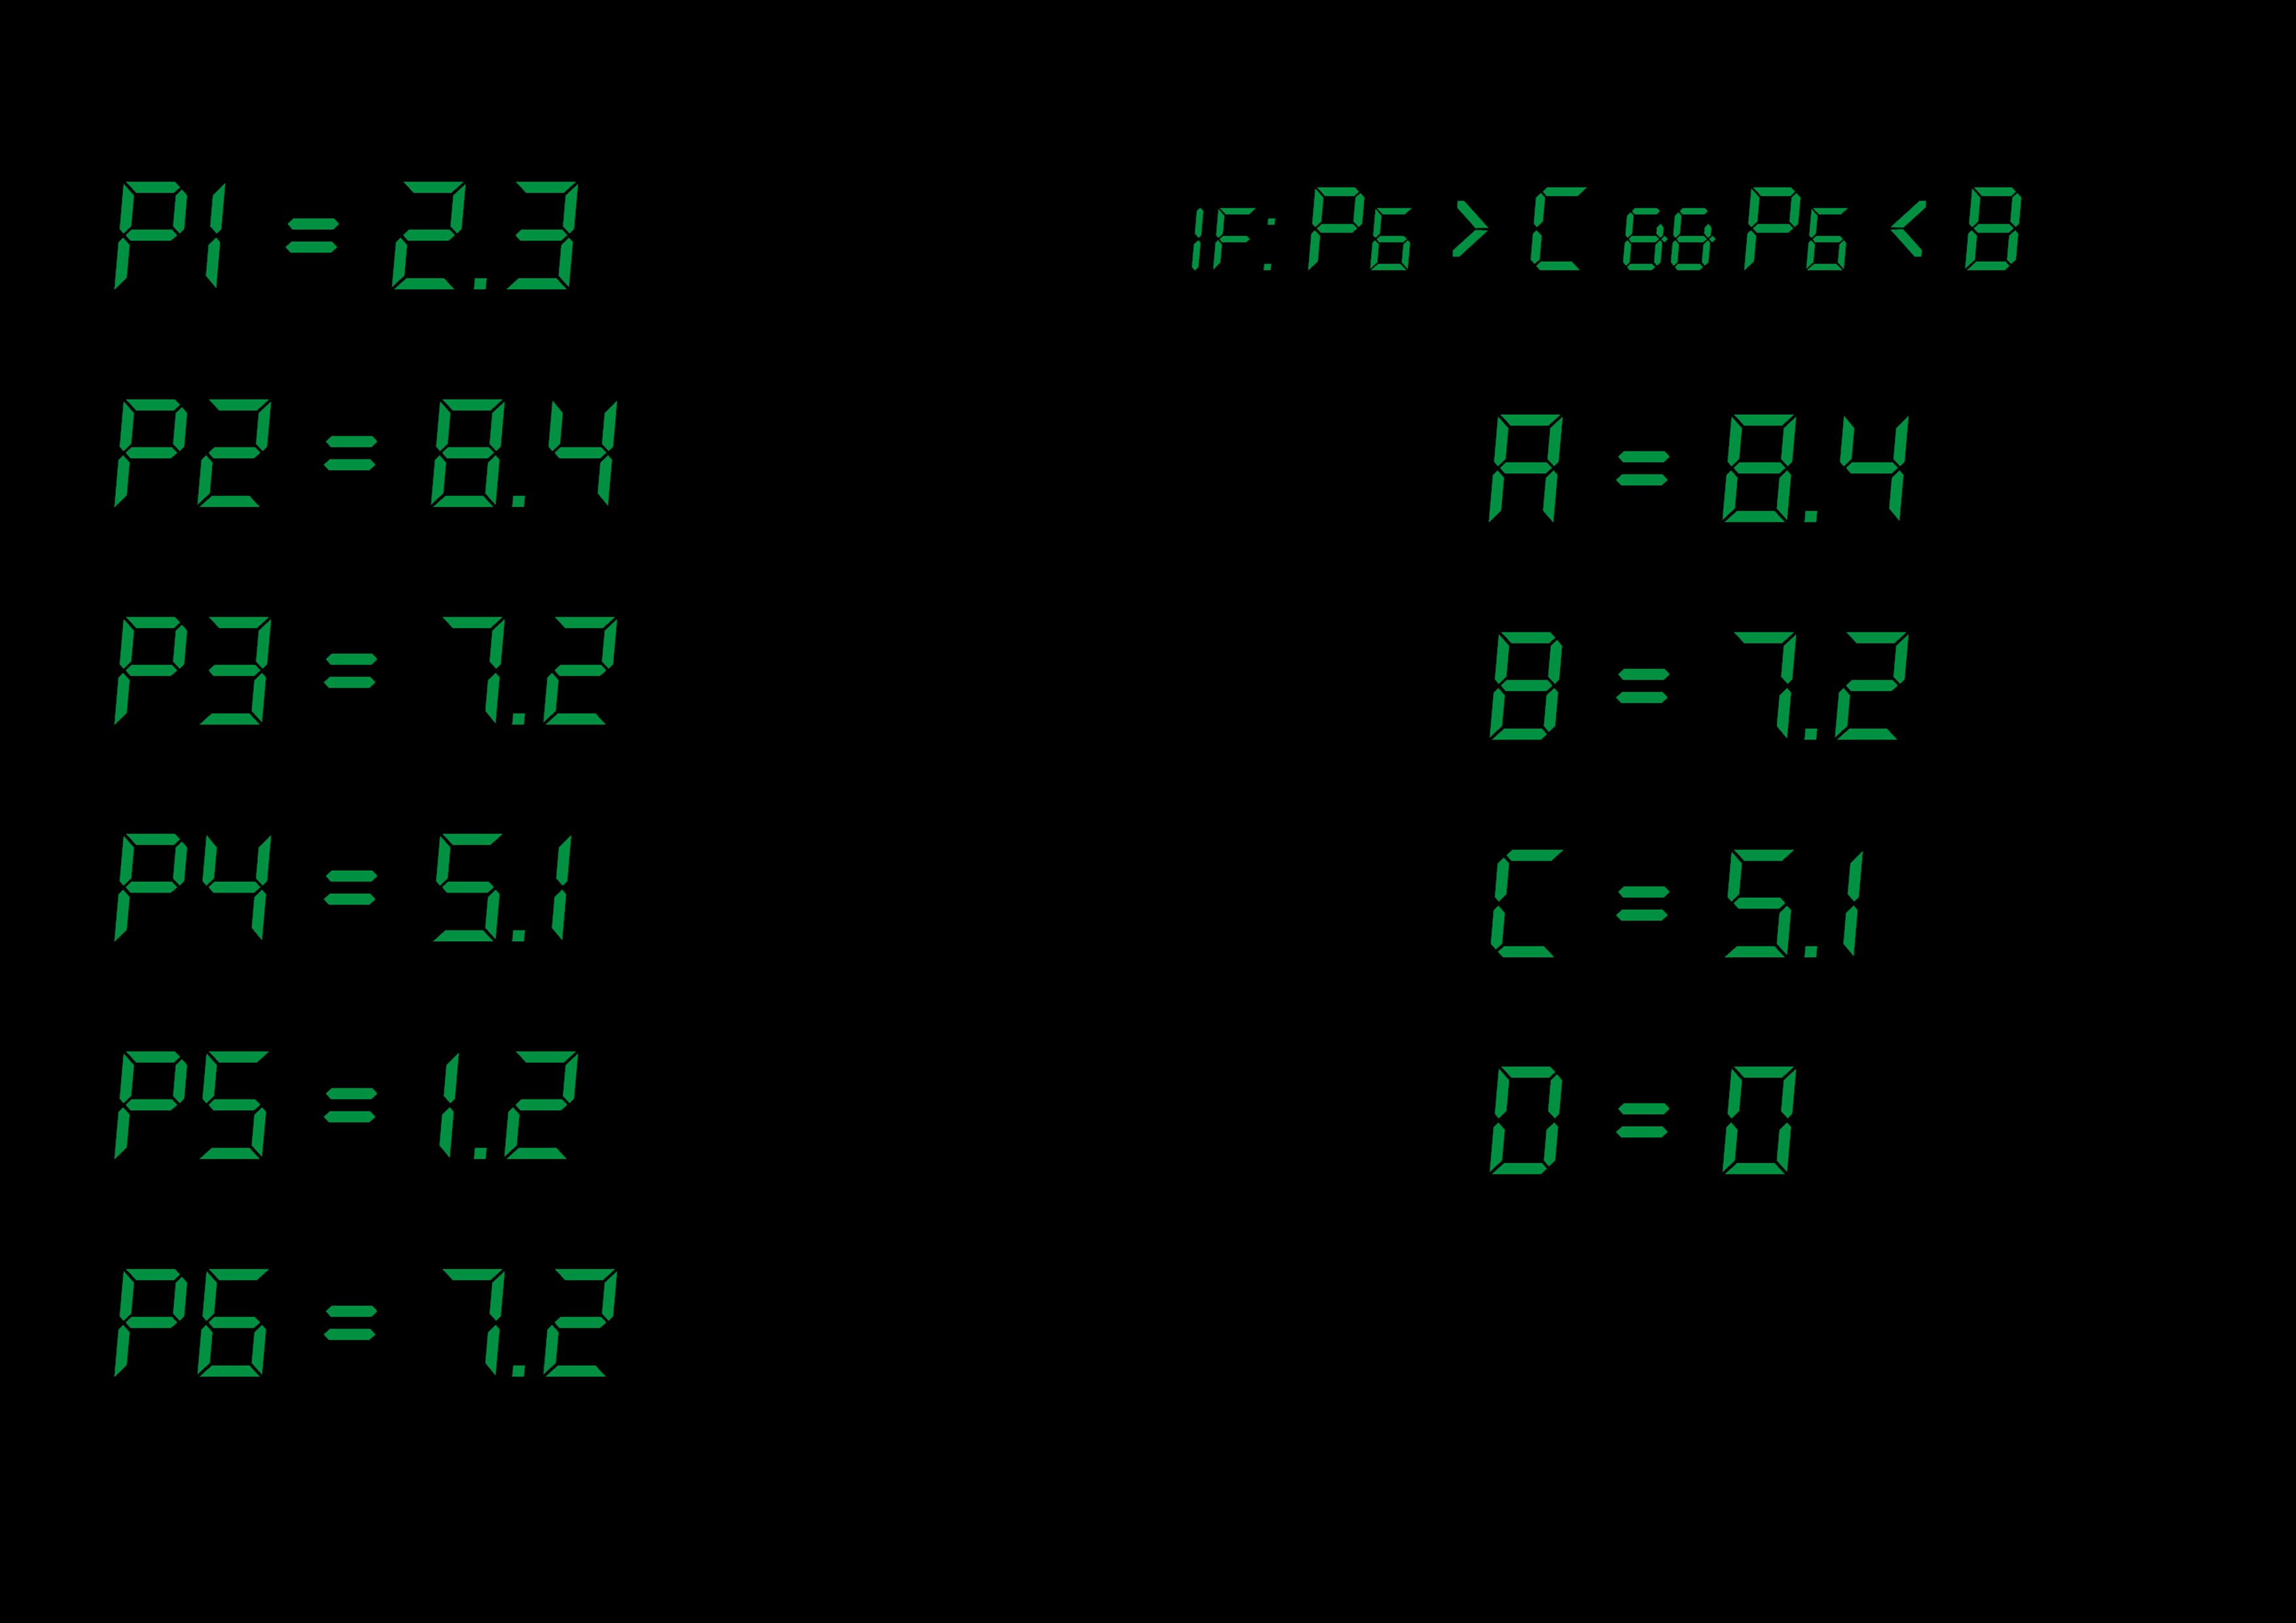 P1 = 2.3
P2 = 8.4
P3 = 7.2
P4 = 5.1
P5 = 1.2
P6 = 7.2
IF: P6 > C && P6 < B
A = 8.4
B = 7.2
C = 5.1
D = 0